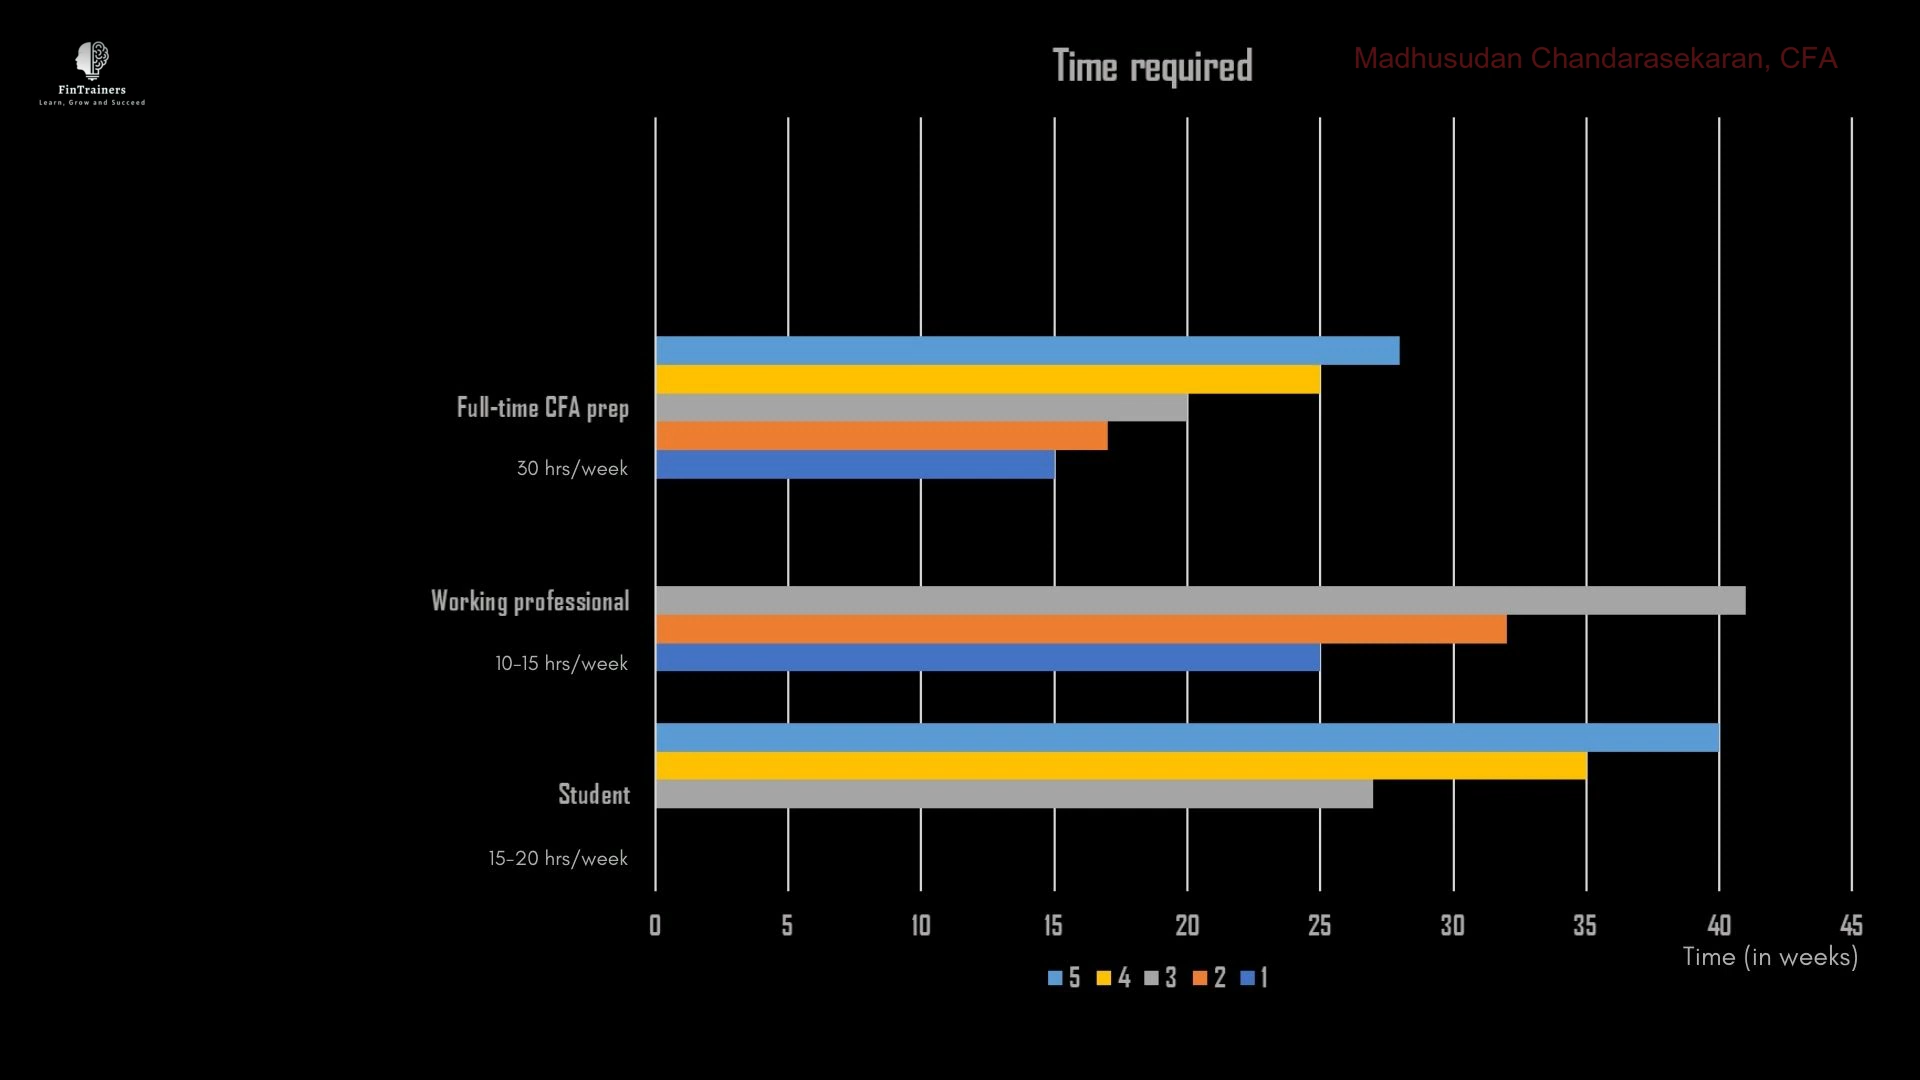 FinTrainers
Learn, Grow and Succeed
Time required
Madhusudan Chandarasekaran, CFA
Full-time CFA prep
30 hrs/week
Working professional
10-15 hrs/week
Student
15-20 hrs/week
0 5 10 15 20 25 30 35 40 45
Time (in weeks)
5 4 3 2 1